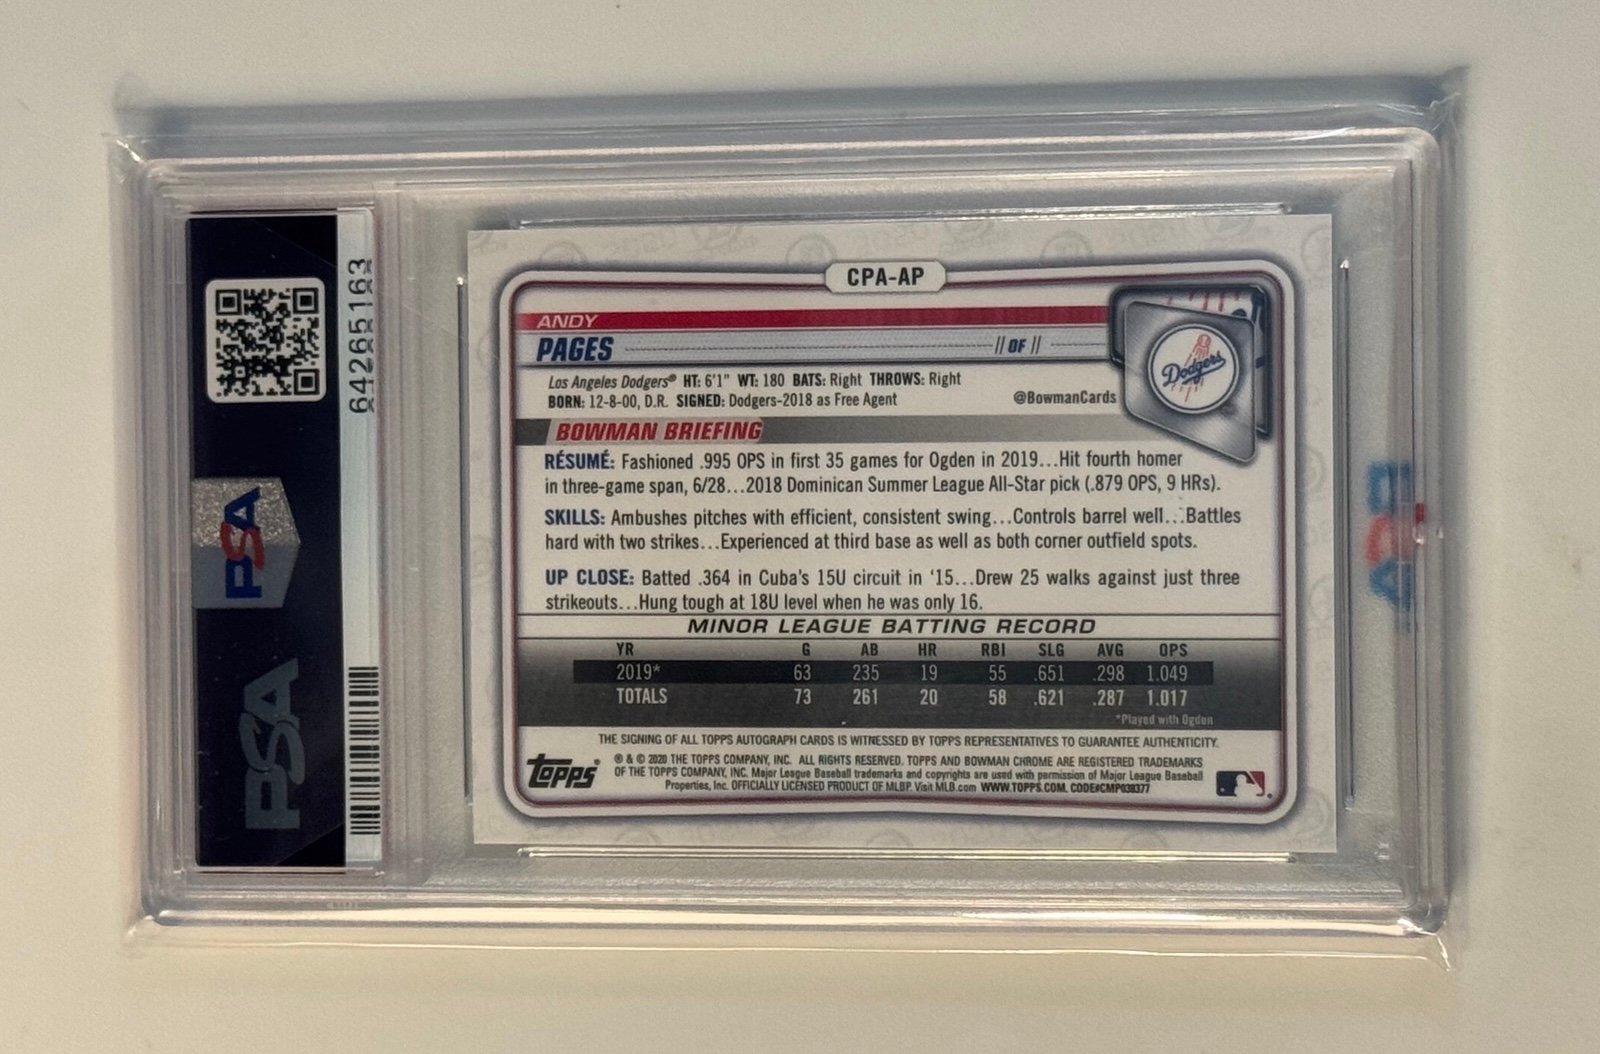 64265163
PSA
PSA
CPA-AP
ANDY
PAGES // OF //
Los Angeles Dodgers® HT: 6'1" WT: 180 BATS: Right THROWS: Right
BORN: 12-8-00, D.R. SIGNED: Dodgers-2018 as Free Agent
@BowmanCards
Dodgers
BOWMAN BRIEFING
RÉSUMÉ: Fashioned .995 OPS in first 35 games for Ogden in 2019...Hit fourth homer
in three-game span, 6/28...2018 Dominican Summer League All-Star pick (.879 OPS, 9 HRs).
SKILLS: Ambushes pitches with efficient, consistent swing...Controls barrel well...Battles
hard with two strikes...Experienced at third base as well as both corner outfield spots.
UP CLOSE: Batted .364 in Cuba's 15U circuit in '15...Drew 25 walks against just three
strikeouts...Hung tough at 18U level when he was only 16.
MINOR LEAGUE BATTING RECORD
YR G AB HR RBI SLG AVG OPS
2019* 63 235 19 55 .651 .298 1.049
TOTALS 73 261 20 58 .621 .287 1.017
*Played with Ogden
THE SIGNING OF ALL TOPPS AUTOGRAPH CARDS IS WITNESSED BY TOPPS REPRESENTATIVES TO GUARANTEE AUTHENTICITY.
topps®
® & © 2020 THE TOPPS COMPANY, INC. ALL RIGHTS RESERVED. TOPPS AND BOWMAN CHROME ARE REGISTERED TRADEMARKS
OF THE TOPPS COMPANY, INC. Major League Baseball trademarks and copyrights are used with permission of Major League Baseball
Properties, Inc. OFFICIALLY LICENSED PRODUCT OF MLBP. Visit MLB.com WWW.TOPPS.COM. CODE#CMP038377